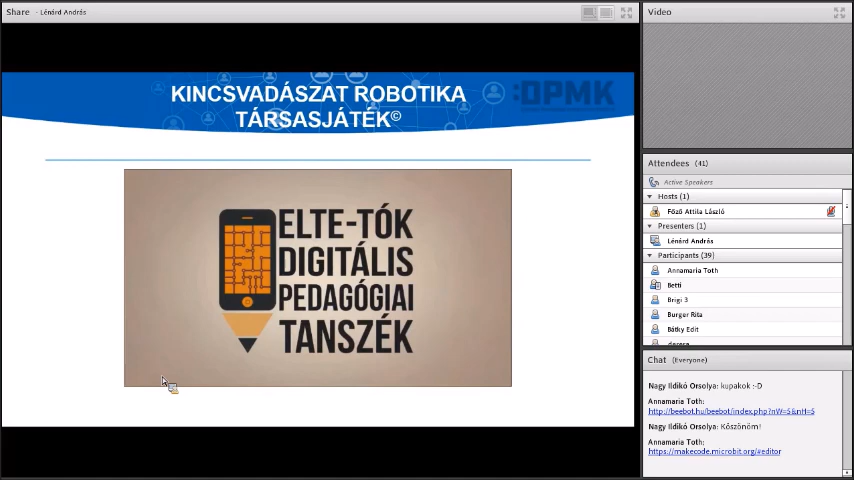 Share - Lénárd András
KINCSVADÁSZAT ROBOTIKA
TÁRSASJÁTÉK©
:DPMK
ELTE-TÓK
DIGITÁLIS
PEDAGÓGIAI
TANSZÉK
Video
Attendees (41)
Active Speakers
Hosts (1)
Főző Attila László
Presenters (1)
Lénárd András
Participants (39)
Annamaria Toth
Betti
Brigi 3
Burger Rita
Bátky Edit
Chat (Everyone)
Nagy Ildikó Orsolya: kupakok :-D
Annamaria Toth:
http://beebot.hu/beebot/index.php?nW=5&nH=5
Nagy Ildikó Orsolya: Köszönöm!
Annamaria Toth:
https://makecode.microbit.org/#editor